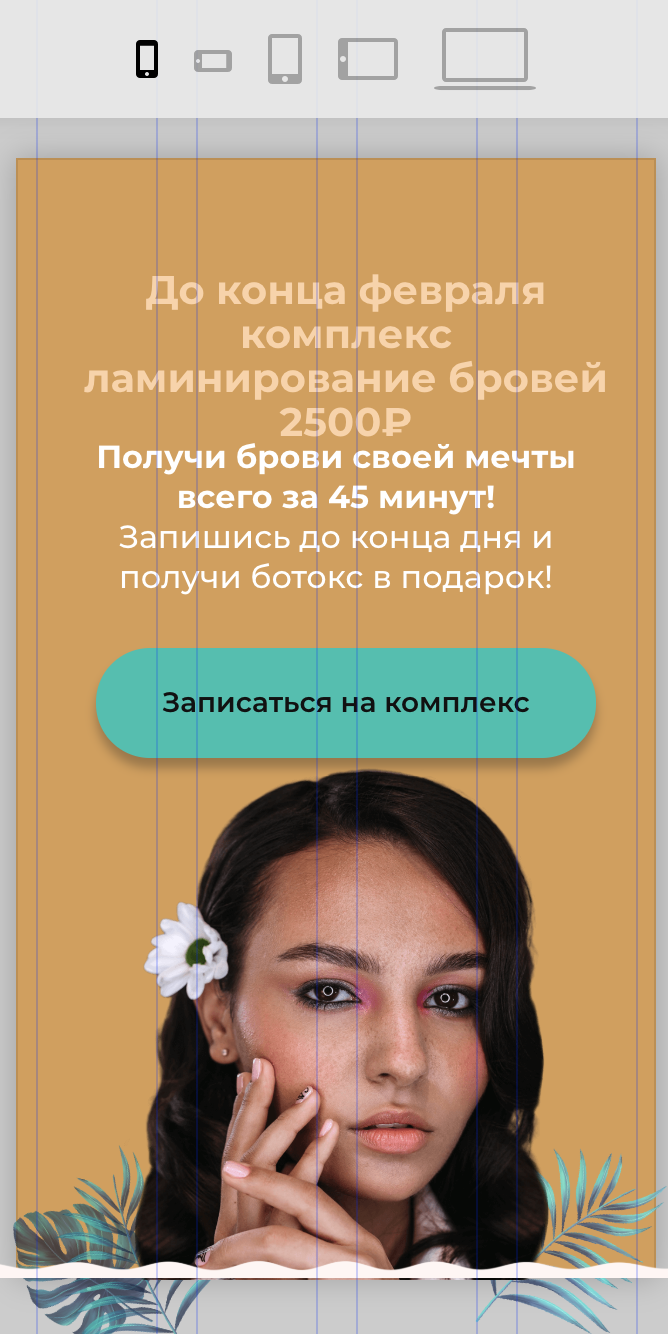 До конца февраля
комплекс
ламинирование бровей
2500₽
Получи брови своей мечты
всего за 45 минут!
Запишись до конца дня и
получи ботокс в подарок!
Записаться на комплекс